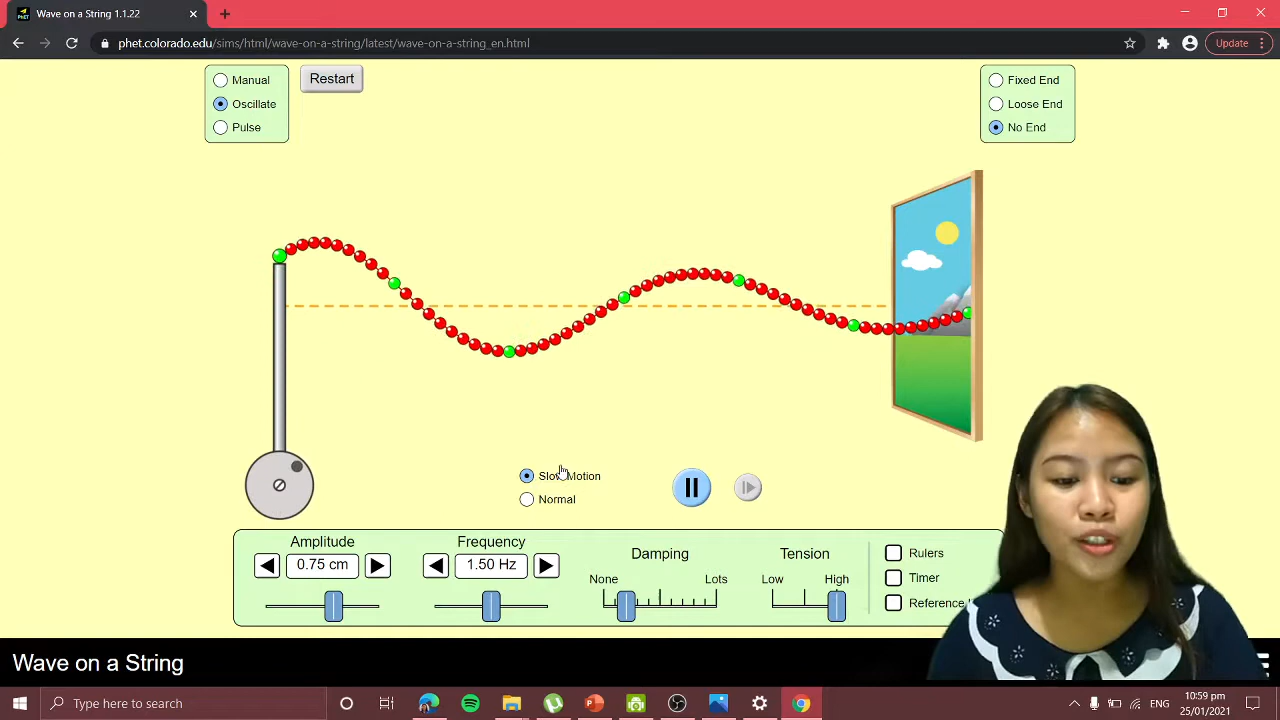 Wave on a String 1.1.22
phet.colorado.edu/sims/html/wave-on-a-string/latest/wave-on-a-string_en.html
Update
Manual
Oscillate
Pulse
Restart
Fixed End
Loose End
No End
Slow Motion
Normal
Amplitude
0.75 cm
Frequency
1.50 Hz
Damping
None
Lots
Tension
Low
High
Rulers
Timer
Reference
Wave on a String
Type here to search
ENG
10:59 pm
25/01/2021